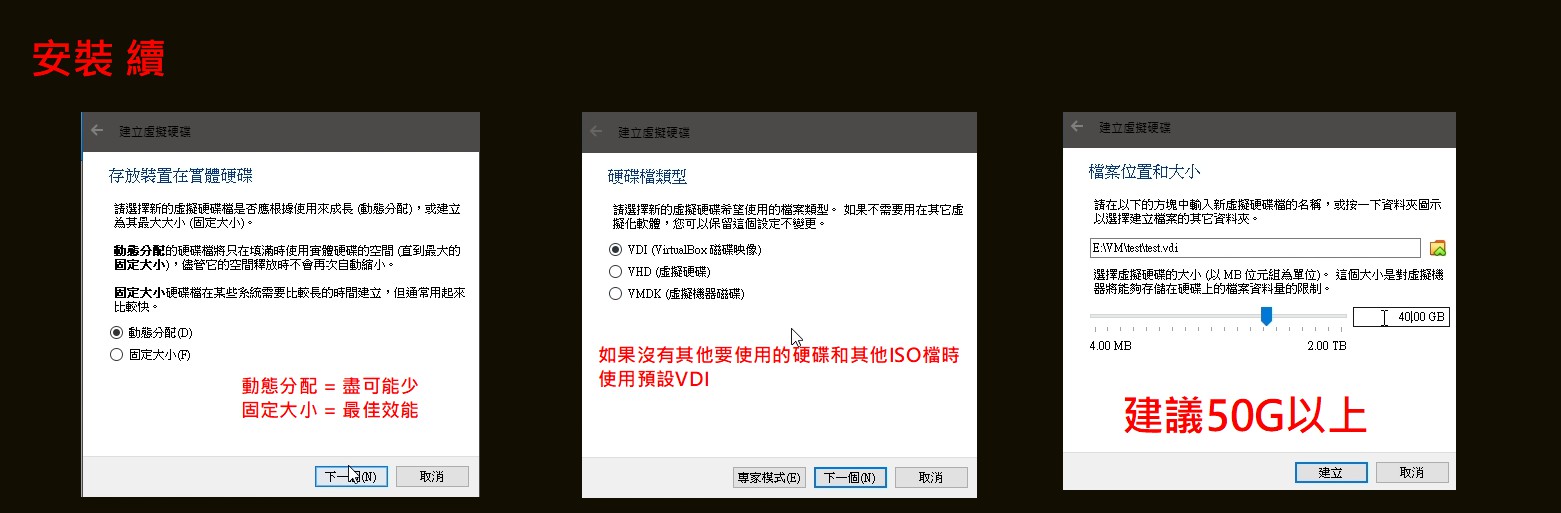 安裝 續
建立虛擬硬碟
存放裝置在實體硬碟
請選擇新的虛擬硬碟檔是否應根據使用來成長 (動態分配)，或建立
為其最大大小 (固定大小)。
動態分配的硬碟檔將只在填滿時使用實體硬碟的空間 (直到最大的
固定大小)，儘管它的空間釋放時不會再次自動縮小。
固定大小硬碟檔在某些系統需要比較長的時間建立，但通常用起來
比較快。
動態分配(D)
固定大小(F)
動態分配 = 盡可能少
固定大小 = 最佳效能
下一個(N)
取消
建立虛擬硬碟
硬碟檔類型
請選擇新的虛擬硬碟希望使用的檔案類型。 如果不需要用在其它虛
擬化軟體，您可以保留這個設定不變更。
VDI (VirtualBox 磁碟映像)
VHD (虛擬硬碟)
VMDK (虛擬機器磁碟)
如果沒有其他要使用的硬碟和其他ISO檔時
使用預設VDI
專家模式(E)
下一個(N)
取消
建立虛擬硬碟
檔案位置和大小
請在以下的方塊中輸入新虛擬硬碟檔的名稱，或按一下資料夾圖示
以選擇建立檔案的其它資料夾。
E:\VM\test\test.vdi
選擇虛擬硬碟的大小 (以 MB 位元組為單位)。 這個大小是對虛擬機
器將能夠存儲在硬碟上的檔案資料量的限制。
40.00 GB
4.00 MB
2.00 TB
建議50G以上
建立
取消